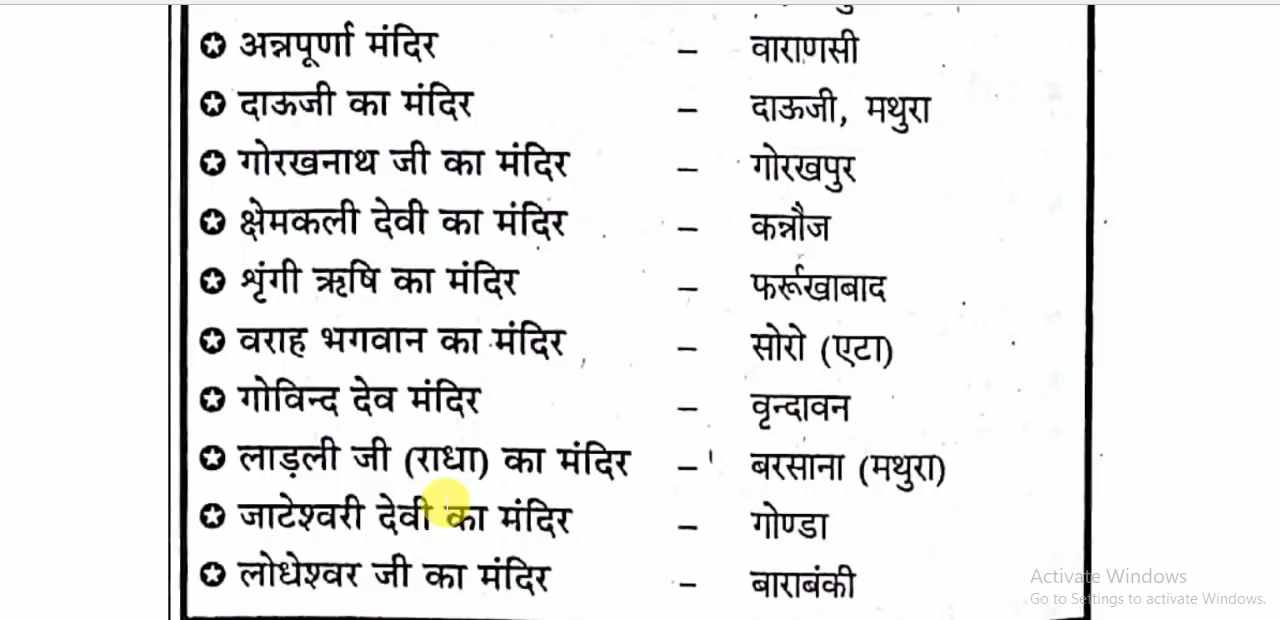 ✪ अन्नपूर्णा मंदिर – वाराणसी
✪ दाऊजी का मंदिर – दाऊजी, मथुरा
✪ गोरखनाथ जी का मंदिर – गोरखपुर
✪ क्षेमकली देवी का मंदिर – कन्नौज
✪ शृंगी ऋषि का मंदिर – फर्रूखाबाद
✪ वराह भगवान का मंदिर – सोरो (एटा)
✪ गोविन्द देव मंदिर – वृन्दावन
✪ लाड़ली जी (राधा) का मंदिर – बरसाना (मथुरा)
✪ जाटेश्वरी देवी का मंदिर – गोण्डा
✪ लोधेश्वर जी का मंदिर – बाराबंकी
Activate Windows
Go to Settings to activate Windows.